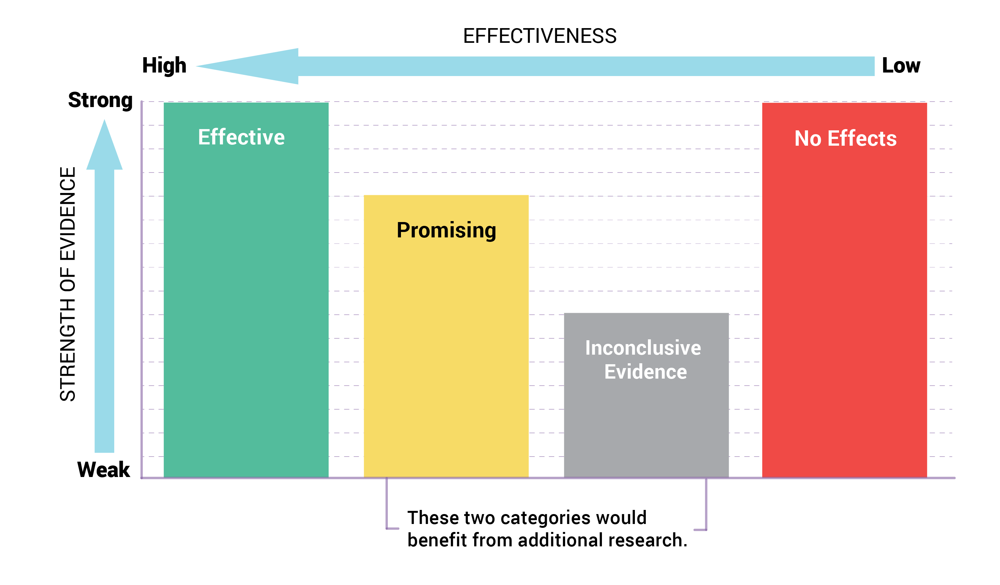 EFFECTIVENESS
High
Low
Strong
STRENGTH OF EVIDENCE
Weak
Effective
Promising
Inconclusive
Evidence
No Effects
These two categories would
benefit from additional research.